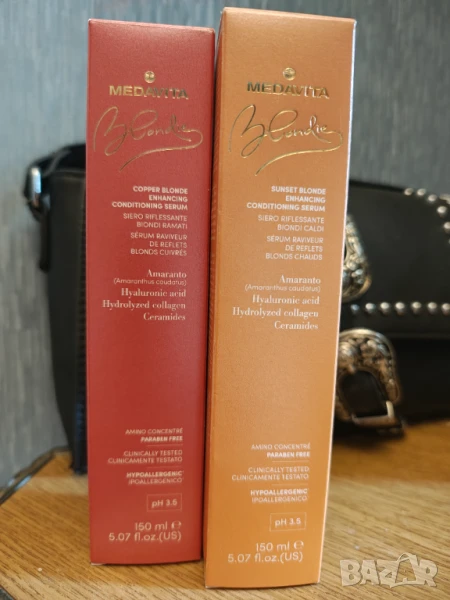 MEDAVITA
Blondie
COPPER BLONDE
ENHANCING
CONDITIONING SERUM
SIERO RIFLESSANTE
BIONDI RAMATI
SÉRUM RAVIVEUR
DE REFLETS
BLONDS CUIVRÉS
Amaranto
(Amaranthus caudatus)
Hyaluronic acid
Hydrolyzed collagen
Ceramides
AMINO CONCENTRÉ
PARABEN FREE
CLINICALLY TESTED
CLINICAMENTE TESTATO
HYPOALLERGENIC*
IPOALLERGENICO*
pH 3.5
150 ml e
5.07 fl.oz.(US)
MEDAVITA
Blondie
SUNSET BLONDE
ENHANCING
CONDITIONING SERUM
SIERO RIFLESSANTE
BIONDI CALDI
SÉRUM RAVIVEUR
DE REFLETS
BLONDS CHAUDS
Amaranto
(Amaranthus caudatus)
Hyaluronic acid
Hydrolyzed collagen
Ceramides
AMINO CONCENTRÉ
PARABEN FREE
CLINICALLY TESTED
CLINICAMENTE TESTATO
HYPOALLERGENIC*
IPOALLERGENICO*
pH 3.5
150 ml e
5.07 fl.oz.(US)
BAZAR